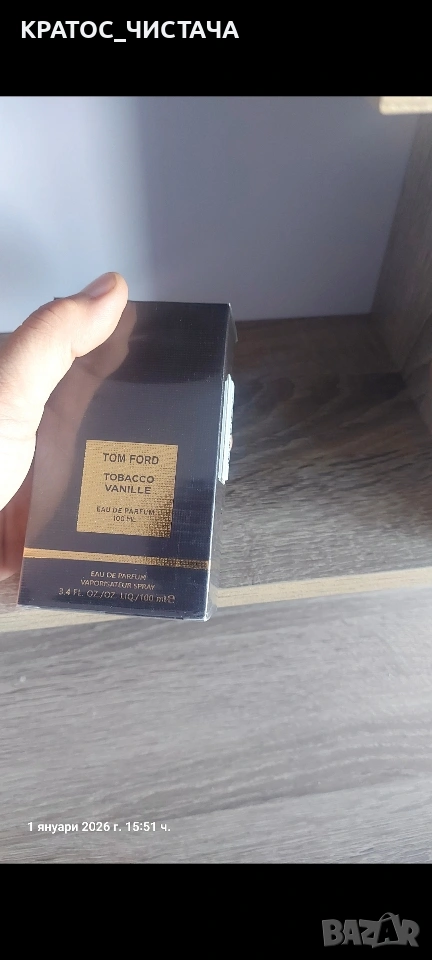 КРАТОС_ЧИСТАЧА
TOM FORD
TOBACCO
VANILLE
EAU DE PARFUM
100 ML
EAU DE PARFUM
VAPORISATEUR SPRAY
3.4 FL. OZ./OZ. LIQ./100 ml ℮
1 януари 2026 г. 15:51 ч.
BAZAR